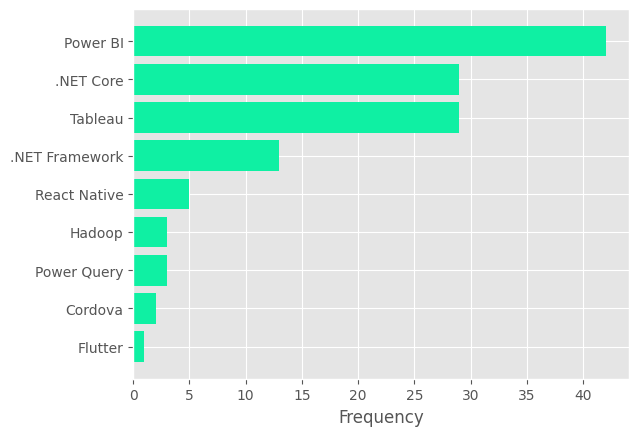 Power BI
.NET Core
Tableau
.NET Framework
React Native
Hadoop
Power Query
Cordova
Flutter
0 5 10 15 20 25 30 35 40
Frequency